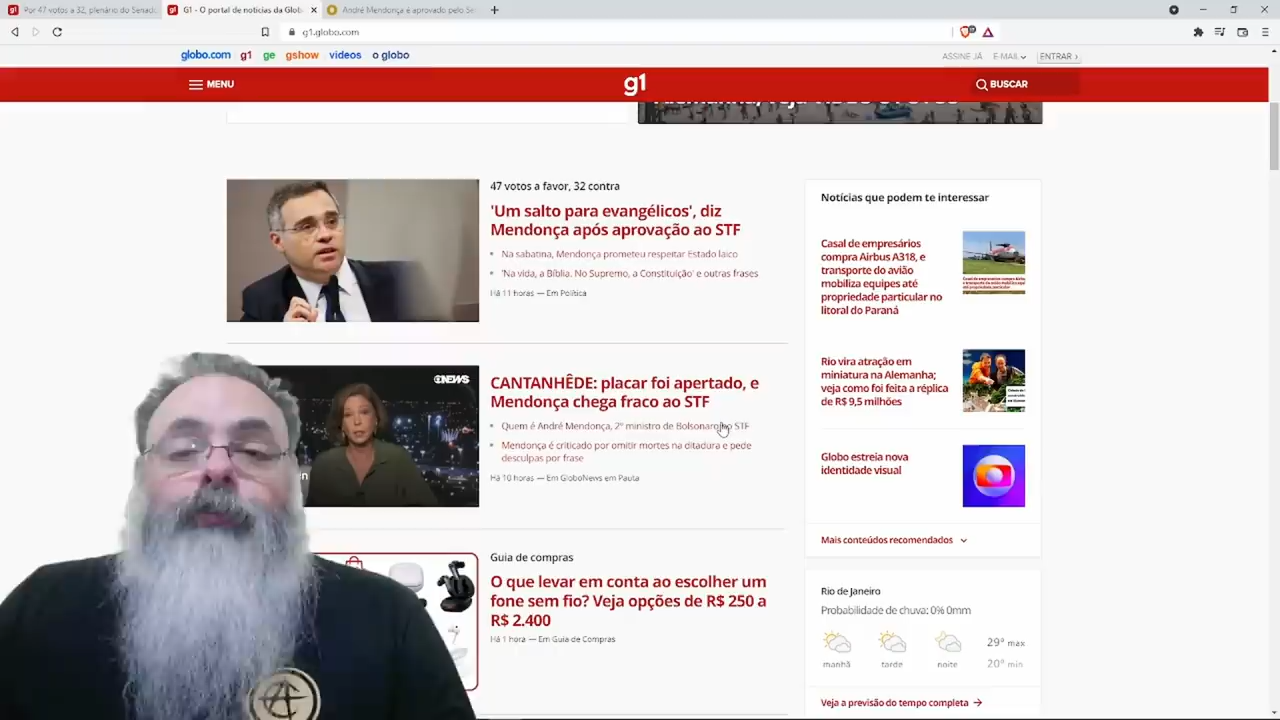 Por 47 votos a 32, plenário do Senado
G1 - O portal de notícias da Glob
André Mendonça é aprovado pelo Se
g1.globo.com
globo.com g1 ge gshow vídeos o globo
ASSINE JÁ E-MAIL ENTRAR ›
MENU
g1
BUSCAR
47 votos a favor, 32 contra
'Um salto para evangélicos', diz
Mendonça após aprovação ao STF
Na sabatina, Mendonça prometeu respeitar Estado laico
'Na vida, a Bíblia. No Supremo, a Constituição' e outras frases
Há 11 horas — Em Política
NEWS
CANTANHÊDE: placar foi apertado, e
Mendonça chega fraco ao STF
Quem é André Mendonça, 2º ministro de Bolsonaro no STF
Mendonça é criticado por omitir mortes na ditadura e pede
desculpas por frase
Há 10 horas — Em GloboNews em Pauta
Guia de compras
O que levar em conta ao escolher um
fone sem fio? Veja opções de R$ 250 a
R$ 2.400
Há 1 hora — Em Guia de Compras
Notícias que podem te interessar
Casal de empresários
compra Airbus A318, e
transporte do avião
mobiliza equipes até
propriedade particular no
litoral do Paraná
Rio vira atração em
miniatura na Alemanha;
veja como foi feita a réplica
de R$ 9,5 milhões
Globo estreia nova
identidade visual
Mais conteúdos recomendados
Rio de Janeiro
Probabilidade de chuva: 0% 0mm
29º max
20º min
manhã tarde noite
Veja a previsão do tempo completa →